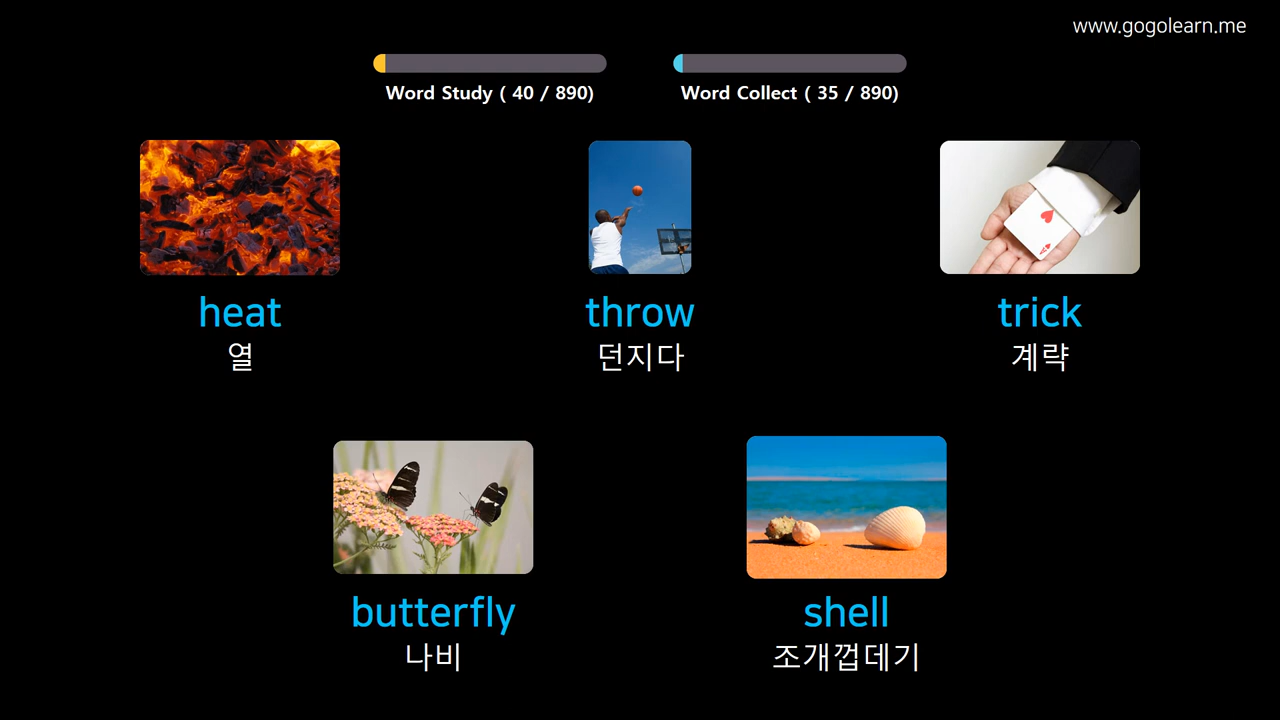 www.gogolearn.me
Word Study ( 40 / 890)
Word Collect ( 35 / 890)
heat
열
throw
던지다
trick
계략
butterfly
나비
shell
조개껍데기